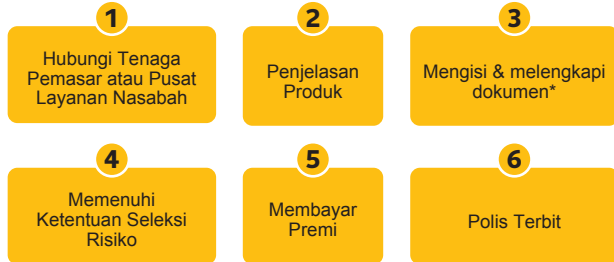 1
Hubungi Tenaga
Pemasar atau Pusat
Layanan Nasabah
2
Penjelasan
Produk
3
Mengisi & melengkapi
dokumen*
4
Memenuhi
Ketentuan Seleksi
Risiko
5
Membayar
Premi
6
Polis Terbit